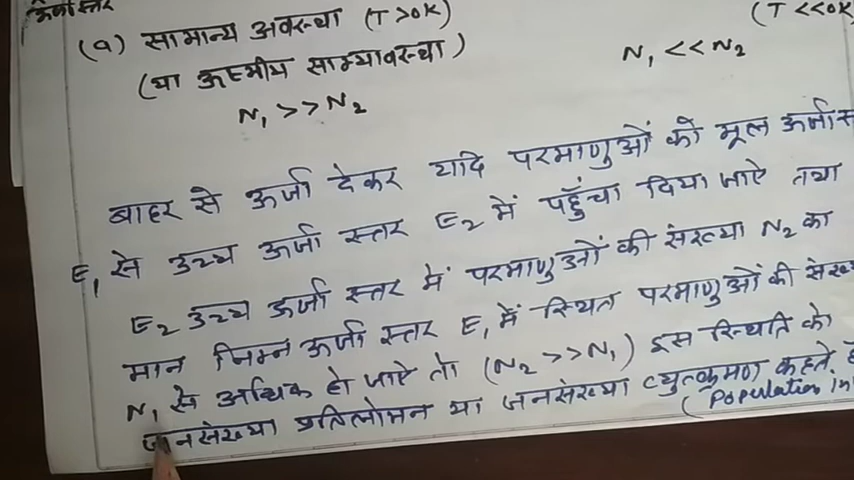 ऊर्जा स्तर
(a) सामान्य अवस्था (T>0K)
(T <<0K
(या ऊष्मीय साम्यावस्था)
N₁ << N₂
N₁ >> N₂
बाहर से ऊर्जा देकर यदि परमाणुओं को मूल ऊर्जा स
E₁ से उच्च ऊर्जा स्तर E₂ में पहुँचा दिया जाऐ तथा
E₂ उच्च ऊर्जा स्तर में परमाणुओं की संख्या N₂ का
मान निम्न ऊर्जा स्तर E₁ में स्थित परमाणुओं की संख्य
N₁ से अधिक हो जाऐ तो (N₂ >> N₁) इस स्थिति को
जनसंख्या प्रतिलोमन या जनसंख्या व्युत्क्रमण कहते
(Population In